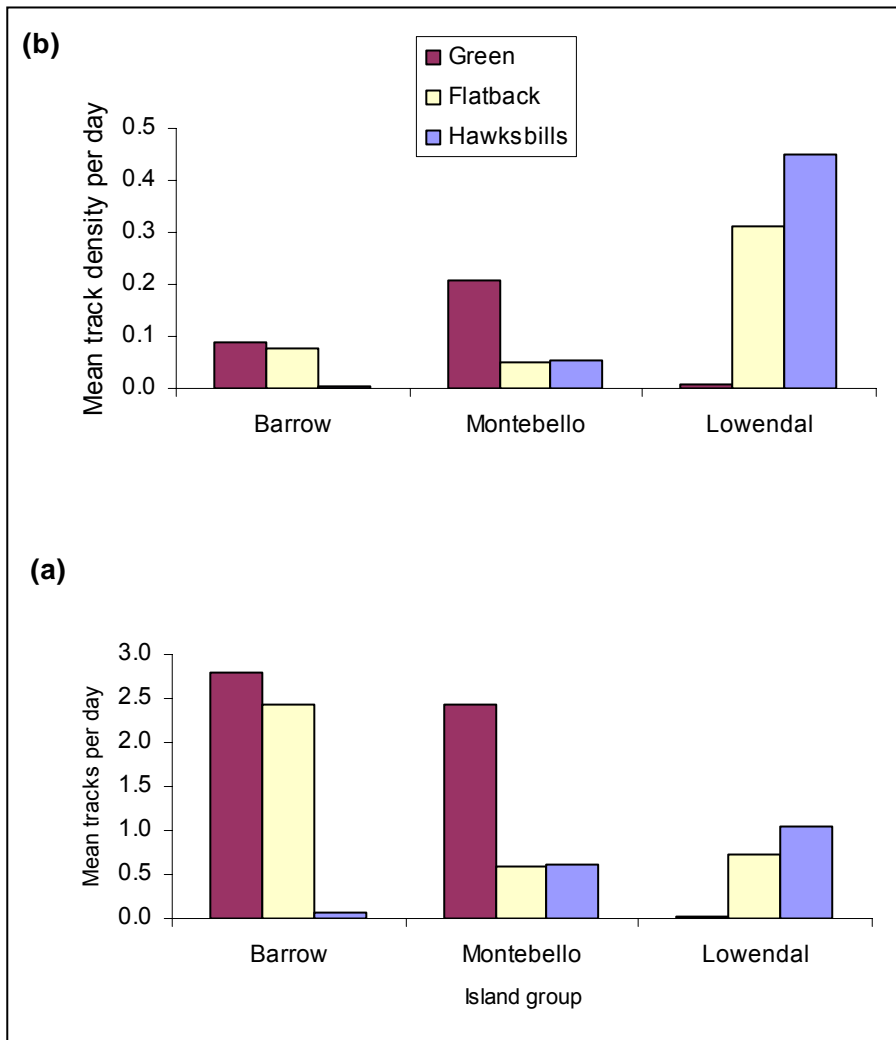 (b)
Green
Flatback
Hawksbills
Mean track density per day
0.5
0.4
0.3
0.2
0.1
0.0
Barrow Montebello Lowendal
(a)
Mean tracks per day
3.0
2.5
2.0
1.5
1.0
0.5
0.0
Barrow Montebello Lowendal
Island group